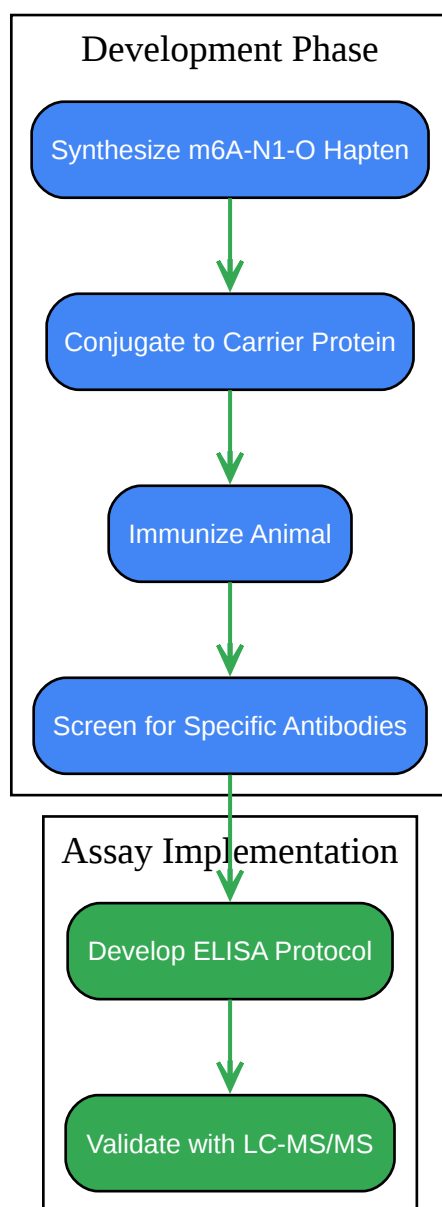 Development Phase
Synthesize m6A-N1-O Hapten
Conjugate to Carrier Protein
Immunize Animal
Screen for Specific Antibodies
Assay Implementation
Develop ELISA Protocol
Validate with LC-MS/MS